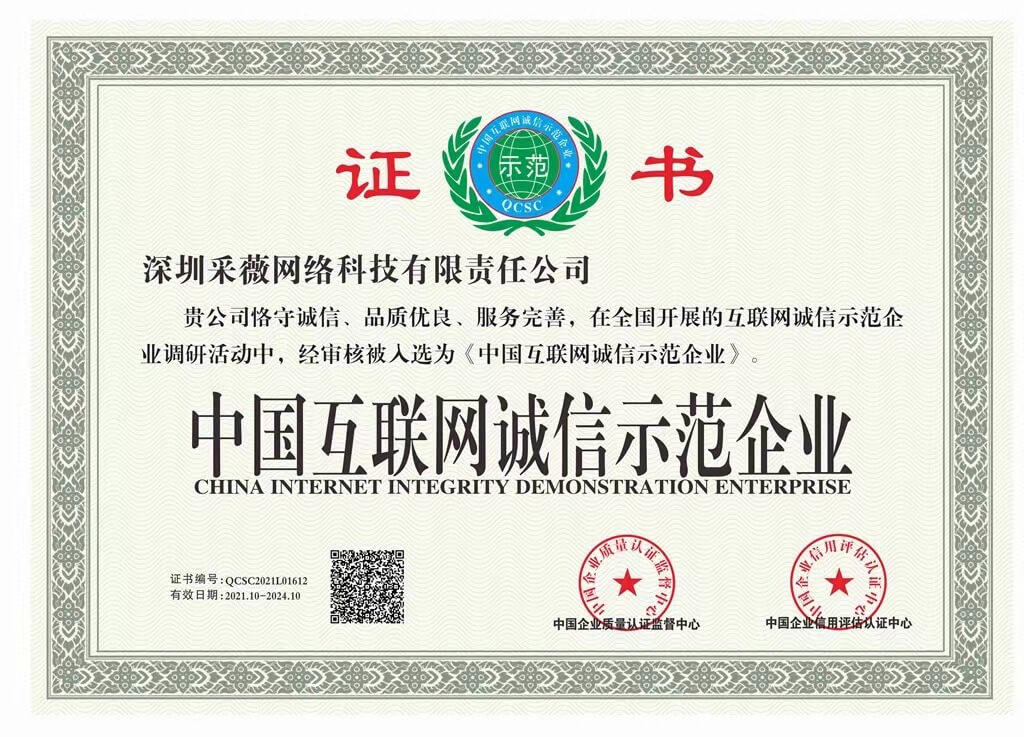 证 书
中国互联网诚信示范企业
示范
QCSC
深圳采薇网络科技有限责任公司
贵公司恪守诚信、品质优良、服务完善，在全国开展的互联网诚信示范企
业调研活动中，经审核被入选为《中国互联网诚信示范企业》。
中国互联网诚信示范企业
CHINA INTERNET INTEGRITY DEMONSTRATION ENTERPRISE
证书编号:QCSC2021L01612
有效日期:2021.10-2024.10
中国企业质量认证监督中心
中国企业质量认证监督中心
中国企业信用评估认证中心
中国企业信用评估认证中心